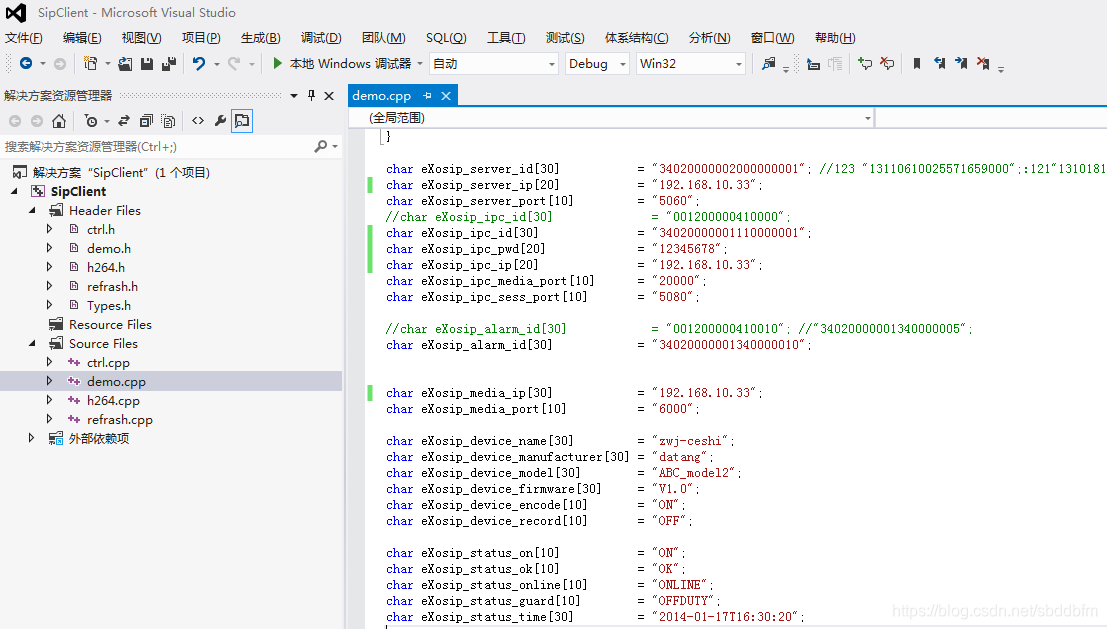 SipClient - Microsoft Visual Studio
文件(F) 编辑(E) 视图(V) 项目(P) 生成(B) 调试(D) 团队(M) SQL(Q) 工具(T) 测试(S) 体系结构(C) 分析(N) 窗口(W) 帮助(H)
本地 Windows 调试器 自动 Debug Win32
解决方案资源管理器
搜索解决方案资源管理器(Ctrl+;)
解决方案 "SipClient" (1 个项目)
SipClient
Header Files
ctrl.h
demo.h
h264.h
refrash.h
Types.h
Resource Files
Source Files
ctrl.cpp
demo.cpp
h264.cpp
refrash.cpp
外部依赖项
demo.cpp
(全局范围)
}
char eXosip_server_id[30] = "34020000002000000001"; //123 "13110610025571659000";:121"1310181
char eXosip_server_ip[20] = "192.168.10.33";
char eXosip_server_port[10] = "5060";
//char eXosip_ipc_id[30] = "001200000410000";
char eXosip_ipc_id[30] = "34020000001110000001";
char eXosip_ipc_pwd[20] = "12345678";
char eXosip_ipc_ip[20] = "192.168.10.33";
char eXosip_ipc_media_port[10] = "20000";
char eXosip_ipc_sess_port[10] = "5080";
//char eXosip_alarm_id[30] = "001200000410010"; //"34020000001340000005";
char eXosip_alarm_id[30] = "34020000001340000010";
char eXosip_media_ip[30] = "192.168.10.33";
char eXosip_media_port[10] = "6000";
char eXosip_device_name[30] = "zwj-ceshi";
char eXosip_device_manufacturer[30] = "datang";
char eXosip_device_model[30] = "ABC_model2";
char eXosip_device_firmware[30] = "V1.0";
char eXosip_device_encode[10] = "ON";
char eXosip_device_record[10] = "OFF";
char eXosip_status_on[10] = "ON";
char eXosip_status_ok[10] = "OK";
char eXosip_status_online[10] = "ONLINE";
char eXosip_status_guard[10] = "OFFDUTY";
char eXosip_status_time[30] = "2014-01-17T16:30:20";
https://blog.csdn.net/sbddbfm